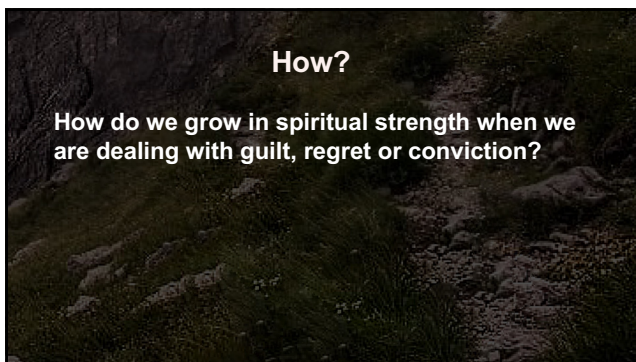 How?
How do we grow in spiritual strength when we
are dealing with guilt, regret or conviction?